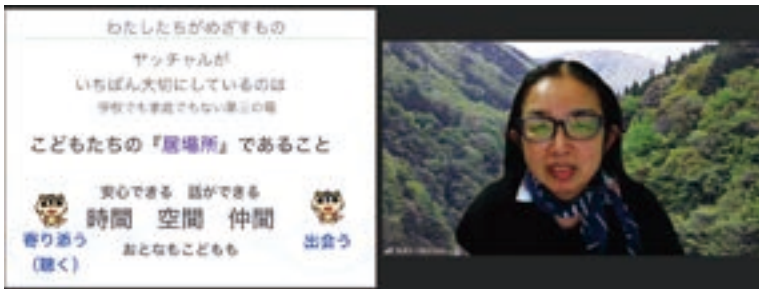 わたしたちがめざすもの
ヤッチャルが
いちばん大切にしているのは
学校でも家庭でもない第三の場
こどもたちの『居場所』であること
安心できる 話ができる
時間 空間 仲間
寄り添う
(聴く)
出会う
おとなもこどもも